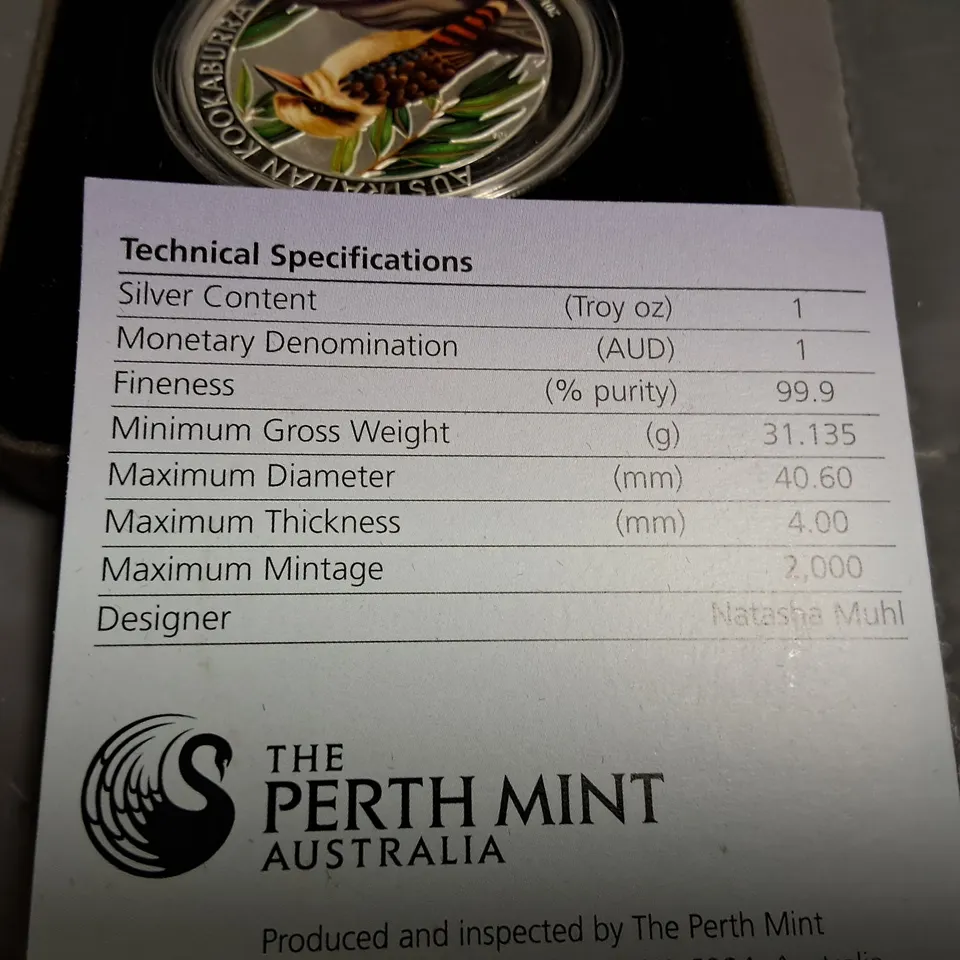 AUSTRALIAN KOOKABURRA
Technical Specifications
Silver Content (Troy oz) 1
Monetary Denomination (AUD) 1
Fineness (% purity) 99.9
Minimum Gross Weight (g) 31.135
Maximum Diameter (mm) 40.60
Maximum Thickness (mm) 4.00
Maximum Mintage 2,000
Designer Natasha Muhl
THE
PERTH MINT
AUSTRALIA
Produced and inspected by The Perth Mint